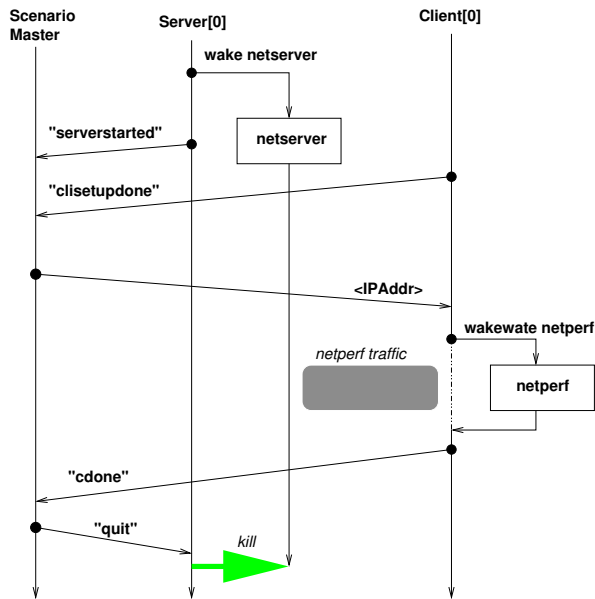 Scenario
Master
Server[0]
Client[0]
wake netserver
netserver
"serverstarted"
"clisetupdone"
<IPAddr>
wakewate netperf
netperf traffic
netperf
"cdone"
"quit"
kill